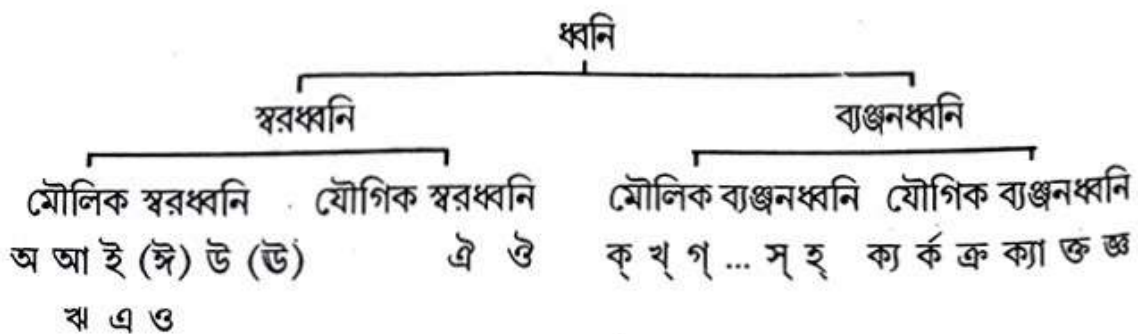 ধ্বনি
স্বরধ্বনি ব্যঞ্জনধ্বনি
মৌলিক স্বরধ্বনি যৌগিক স্বরধ্বনি মৌলিক ব্যঞ্জনধ্বনি যৌগিক ব্যঞ্জনধ্বনি
অ আ ই (ঈ) উ (ঊ) ঐ ঔ ক্ খ্ গ্ ... স্ হ্ ক্য র্ক ক্র ক্যা ক্ত জ্ঞ
ঋ এ ও